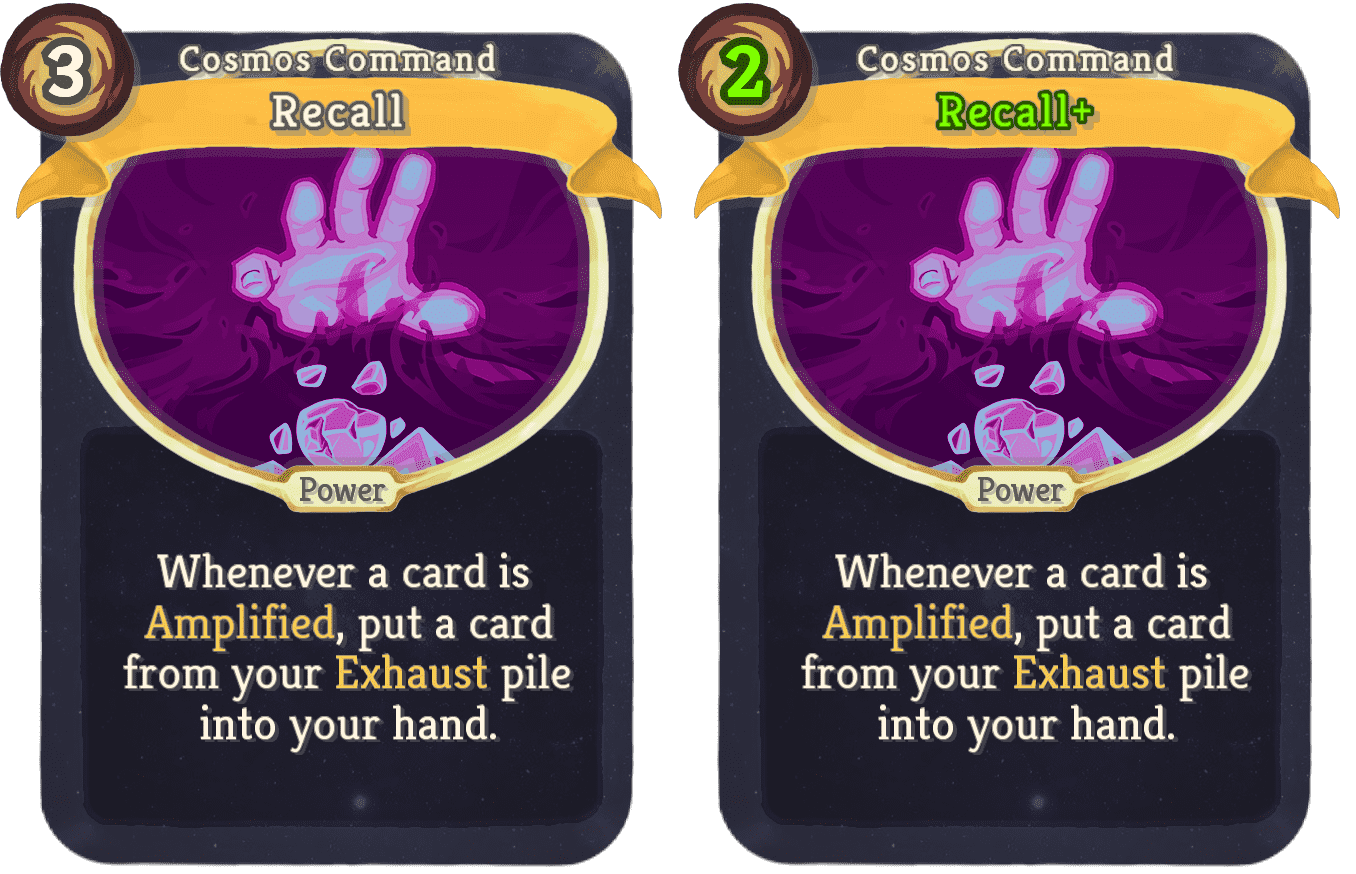 3
Cosmos Command
Recall
Power
Whenever a card is
Amplified, put a card
from your Exhaust pile
into your hand.
2
Cosmos Command
Recall+
Power
Whenever a card is
Amplified, put a card
from your Exhaust pile
into your hand.